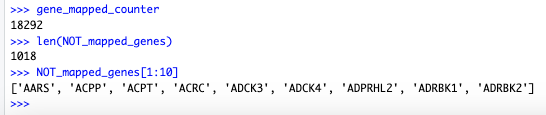 >>> gene_mapped_counter
18292
>>> len(NOT_mapped_genes)
1018
>>> NOT_mapped_genes[1:10]
['AARS', 'ACPP', 'ACPT', 'ACRC', 'ADCK3', 'ADCK4', 'ADPRHL2', 'ADRBK1', 'ADRBK2']
>>>